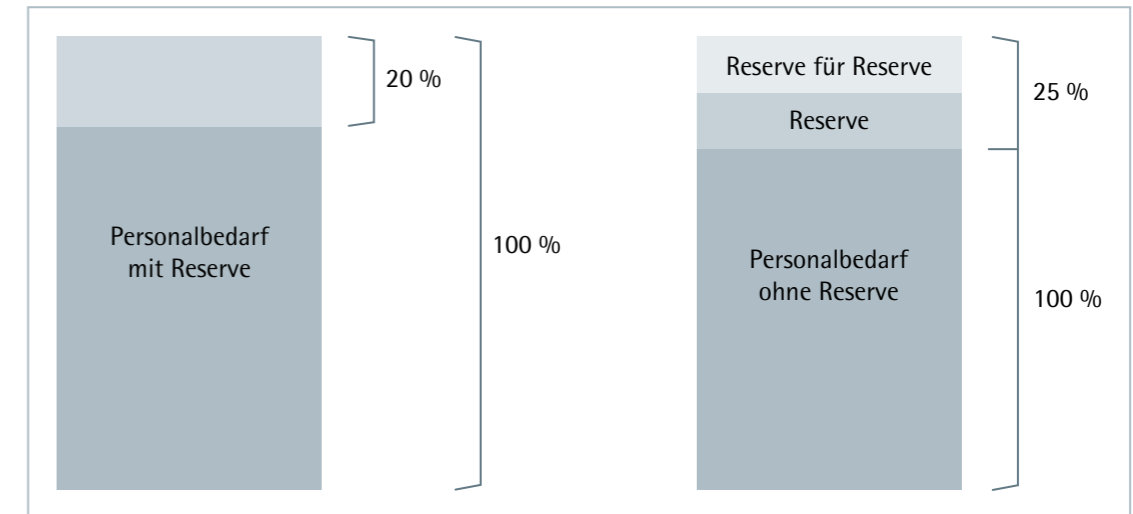 20 %
Personalbedarf
mit Reserve
100 %
Reserve für Reserve
Reserve
25 %
Personalbedarf
ohne Reserve
100 %